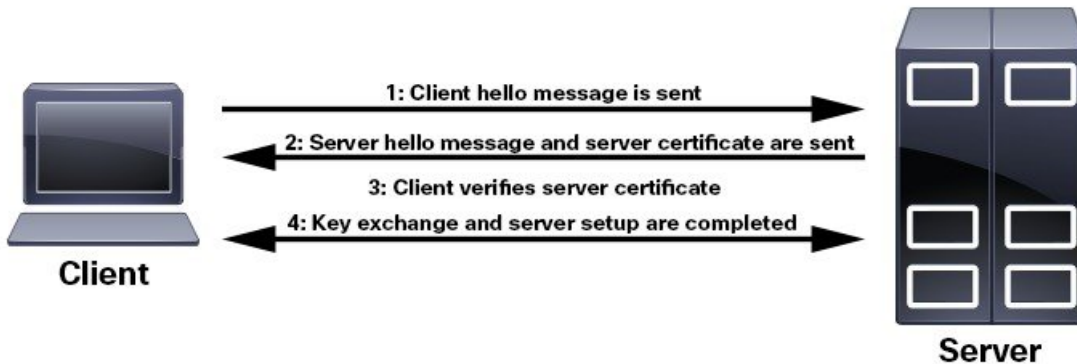 1: Client hello message is sent
2: Server hello message and server certificate are sent
3: Client verifies server certificate
4: Key exchange and server setup are completed
Client
Server